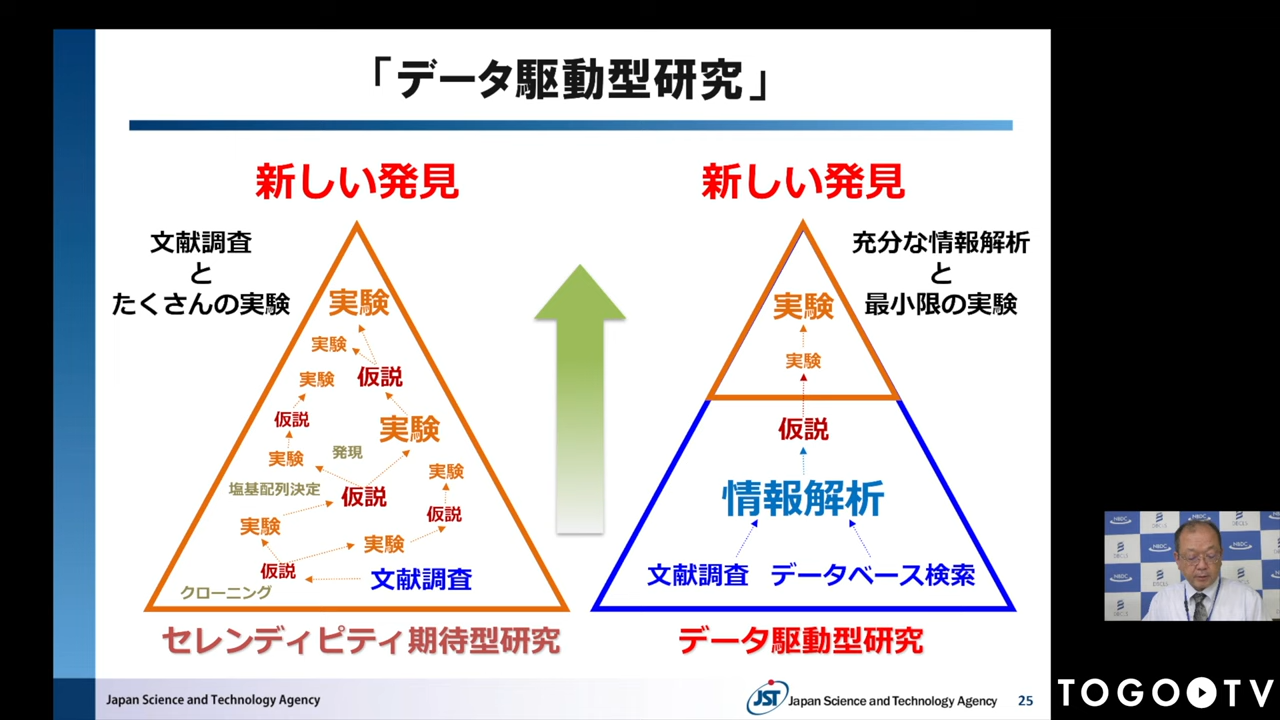 「データ駆動型研究」
新しい発見
文献調査
と
たくさんの実験
実験
実験
仮説
実験
仮説
実験
発現
実験
実験
塩基配列決定
仮説
仮説
実験
実験
仮説
文献調査
クローニング
セレンディピティ期待型研究
新しい発見
充分な情報解析
と
最小限の実験
実験
実験
仮説
情報解析
文献調査 データベース検索
データ駆動型研究
Japan Science and Technology Agency
JST Japan Science and Technology Agency
25
NBDC
DBCLS
TOGO TV